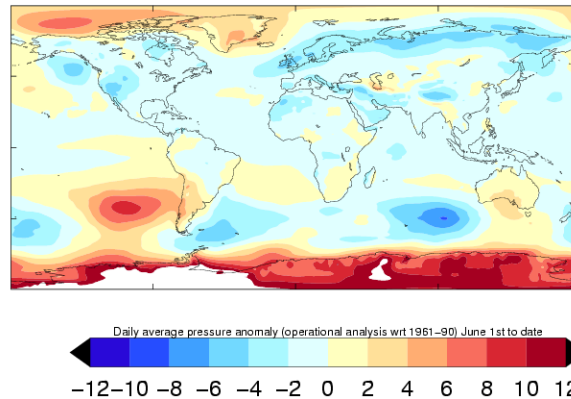 Daily average pressure anomaly (operational analysis wrt 1961−90) June 1st to date
−12−10 −8 −6 −4 −2 0 2 4 6 8 10 12